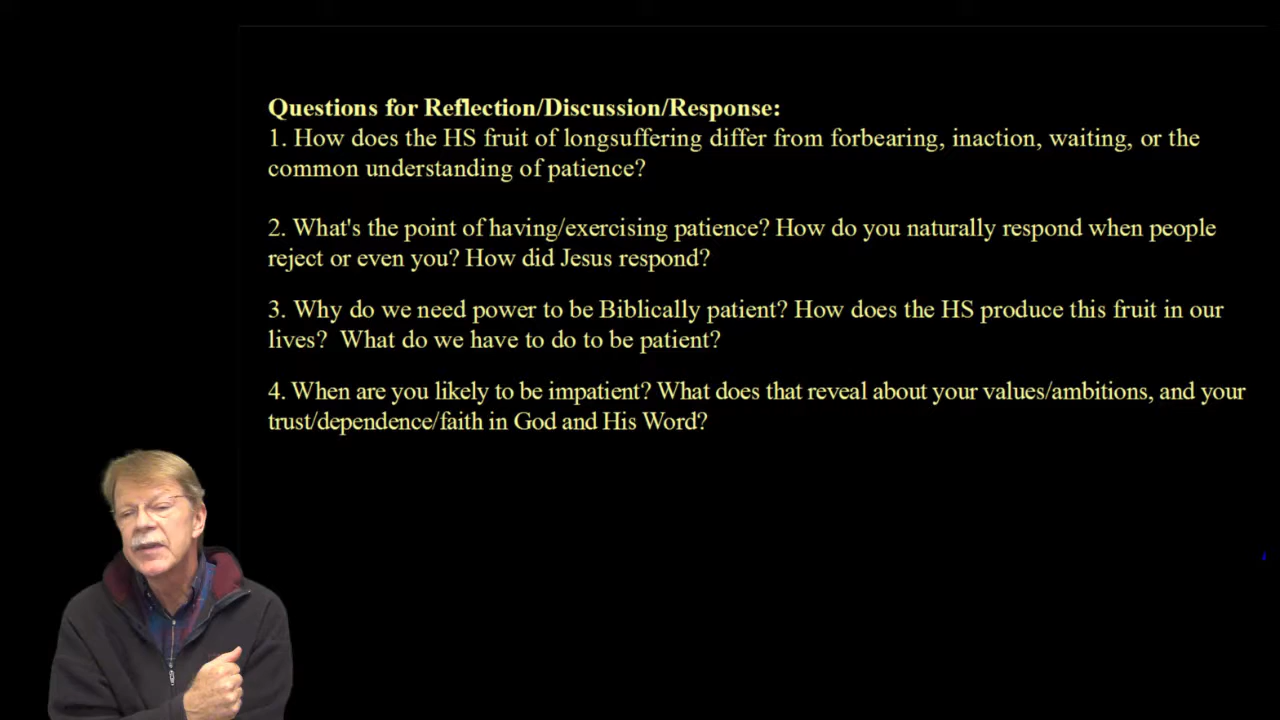 Questions for Reflection/Discussion/Response:
1. How does the HS fruit of longsuffering differ from forbearing, inaction, waiting, or the
common understanding of patience?
2. What's the point of having/exercising patience? How do you naturally respond when people
reject or even you? How did Jesus respond?
3. Why do we need power to be Biblically patient? How does the HS produce this fruit in our
lives?  What do we have to do to be patient?
4. When are you likely to be impatient? What does that reveal about your values/ambitions, and your
trust/dependence/faith in God and His Word?